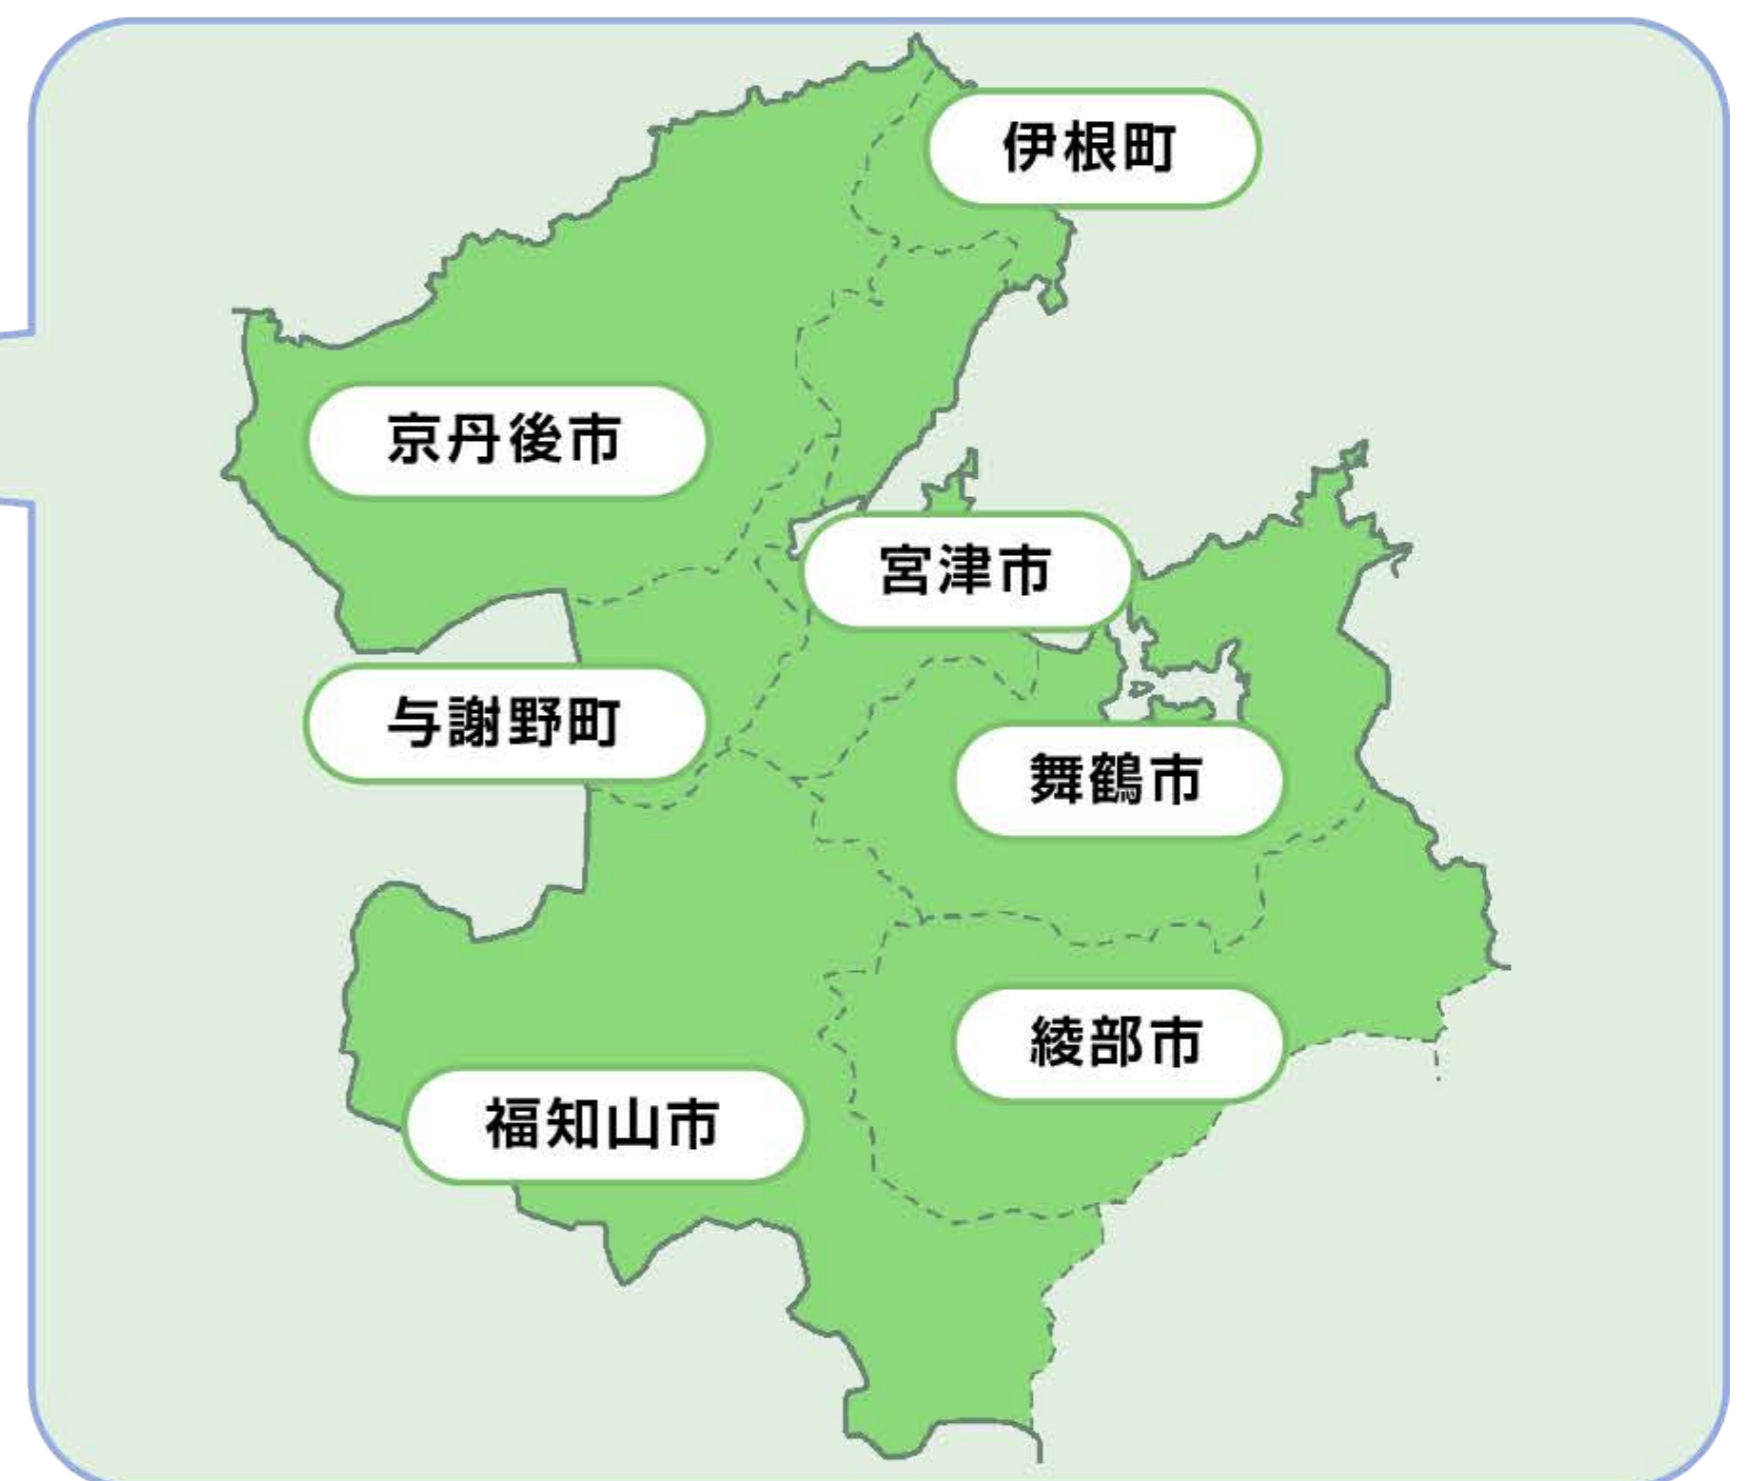 伊根町
京丹後市
宮津市
与謝野町
舞鶴市
綾部市
福知山市